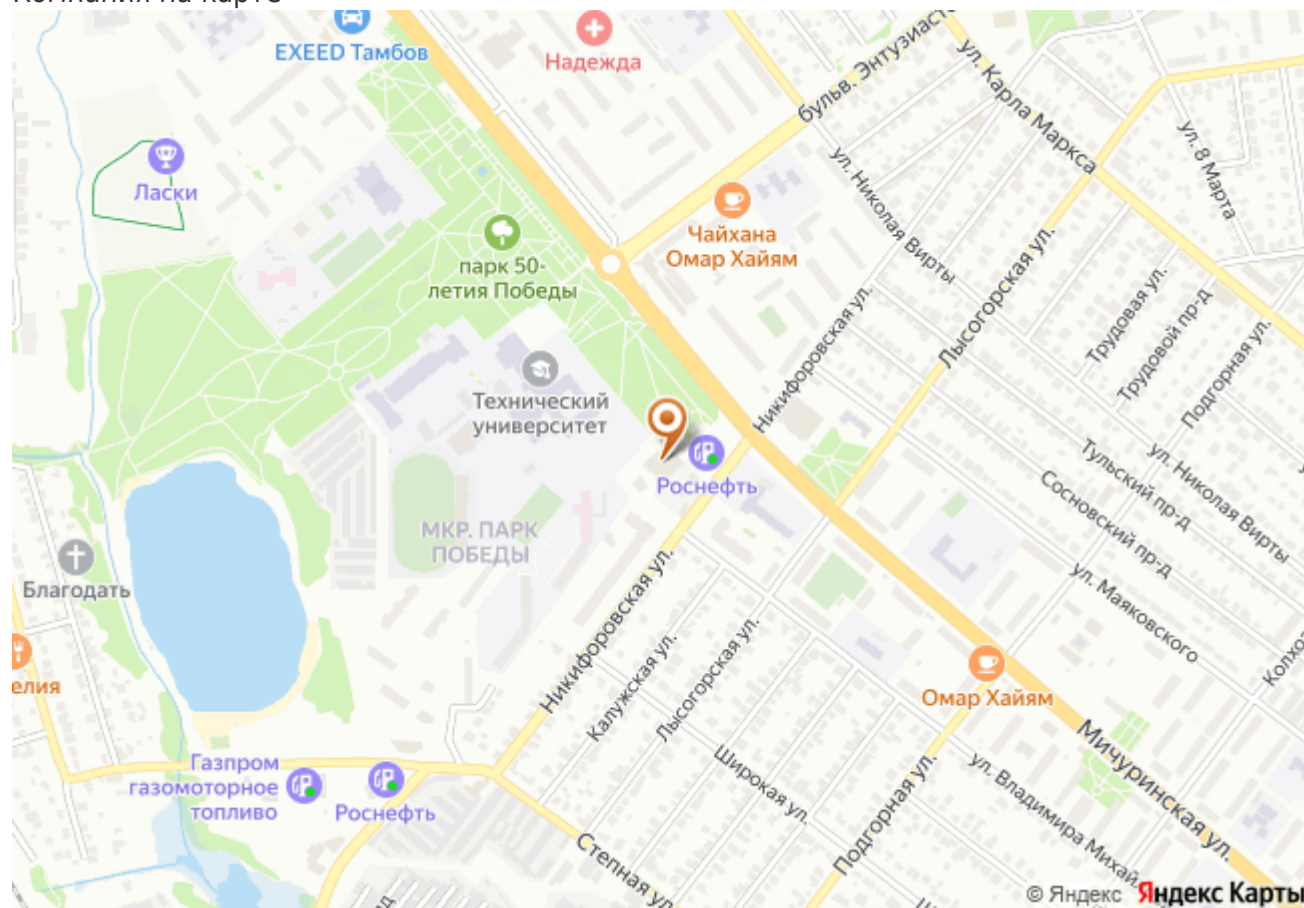 EXEED Тамбов
Надежда
бульв. Энтузиастов
ул. Карла Маркса
ул. 8 Марта
Ласки
ул. Николая Вирты
Чайхана
Омар Хайям
парк 50-
летия Победы
Лысогорская ул.
Трудовая ул.
Трудовой пр-д
Подгорная ул.
Никифоровская ул.
Технический
университет
Роснефть
Тульский пр-д
ул. Николая Вирты
Сосновский пр-д
МКР. ПАРК
ПОБЕДЫ
ул. Маяковского
Благодать
Никифоровская ул.
Калужская ул.
Лысогорская ул.
Колхо
елия
Омар Хайям
Мичуринская ул.
Газпром
газомоторное
топливо
Роснефть
Широкая ул.
Подгорная ул.
ул. Владимира Михай
Степная ул.
© Яндекс Яндекс Карты